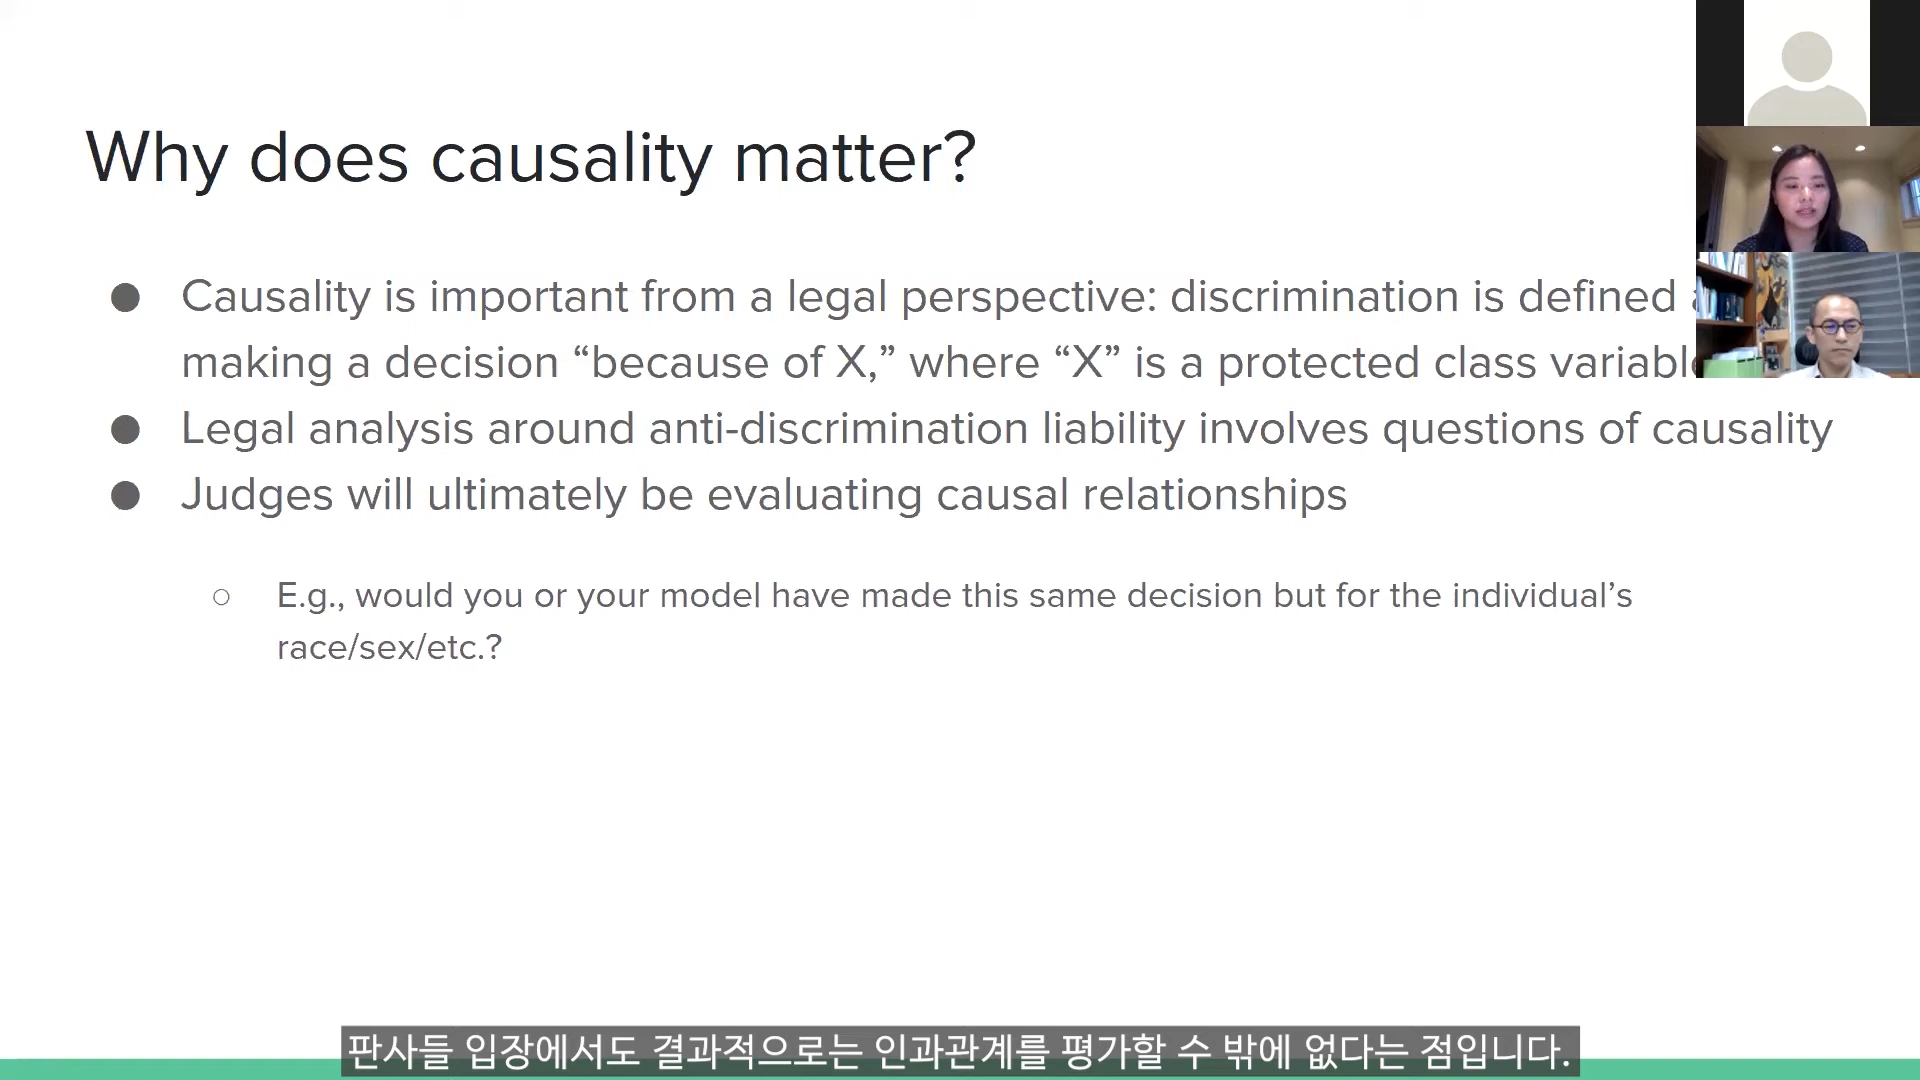 Why does causality matter?
● Causality is important from a legal perspective: discrimination is defined
making a decision “because of X,” where “X” is a protected class
● Legal analysis around anti-discrimination liability involves questions of causality
● Judges will ultimately be evaluating causal relationships
○ E.g., would you or your model have made this same decision but for the individual’s
race/sex/etc.?
판사들 입장에서도 결과적으로는 인과관계를 평가할 수 밖에 없다는 점입니다.